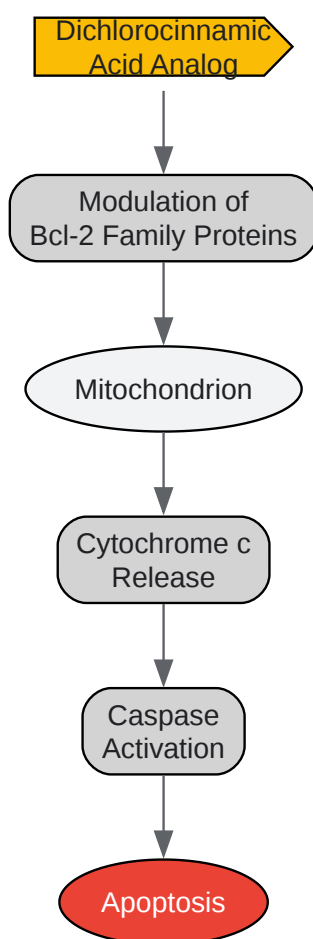 Dichlorocinnamic
Acid Analog
Modulation of
Bcl-2 Family Proteins
Mitochondrion
Cytochrome c
Release
Caspase
Activation
Apoptosis